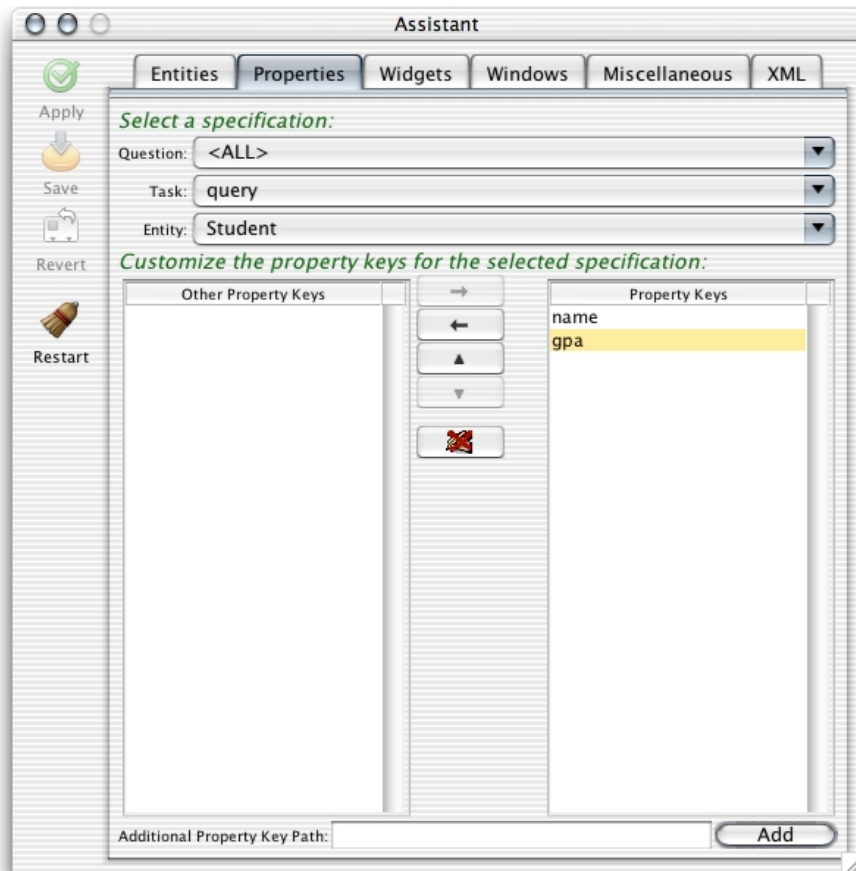 Assistant
Entities Properties Widgets Windows Miscellaneous XML
Apply
Save
Revert
Restart
Select a specification:
Question: <ALL>
Task: query
Entity: Student
Customize the property keys for the selected specification:
Other Property Keys
Property Keys
name
gpa
Additional Property Key Path: Add